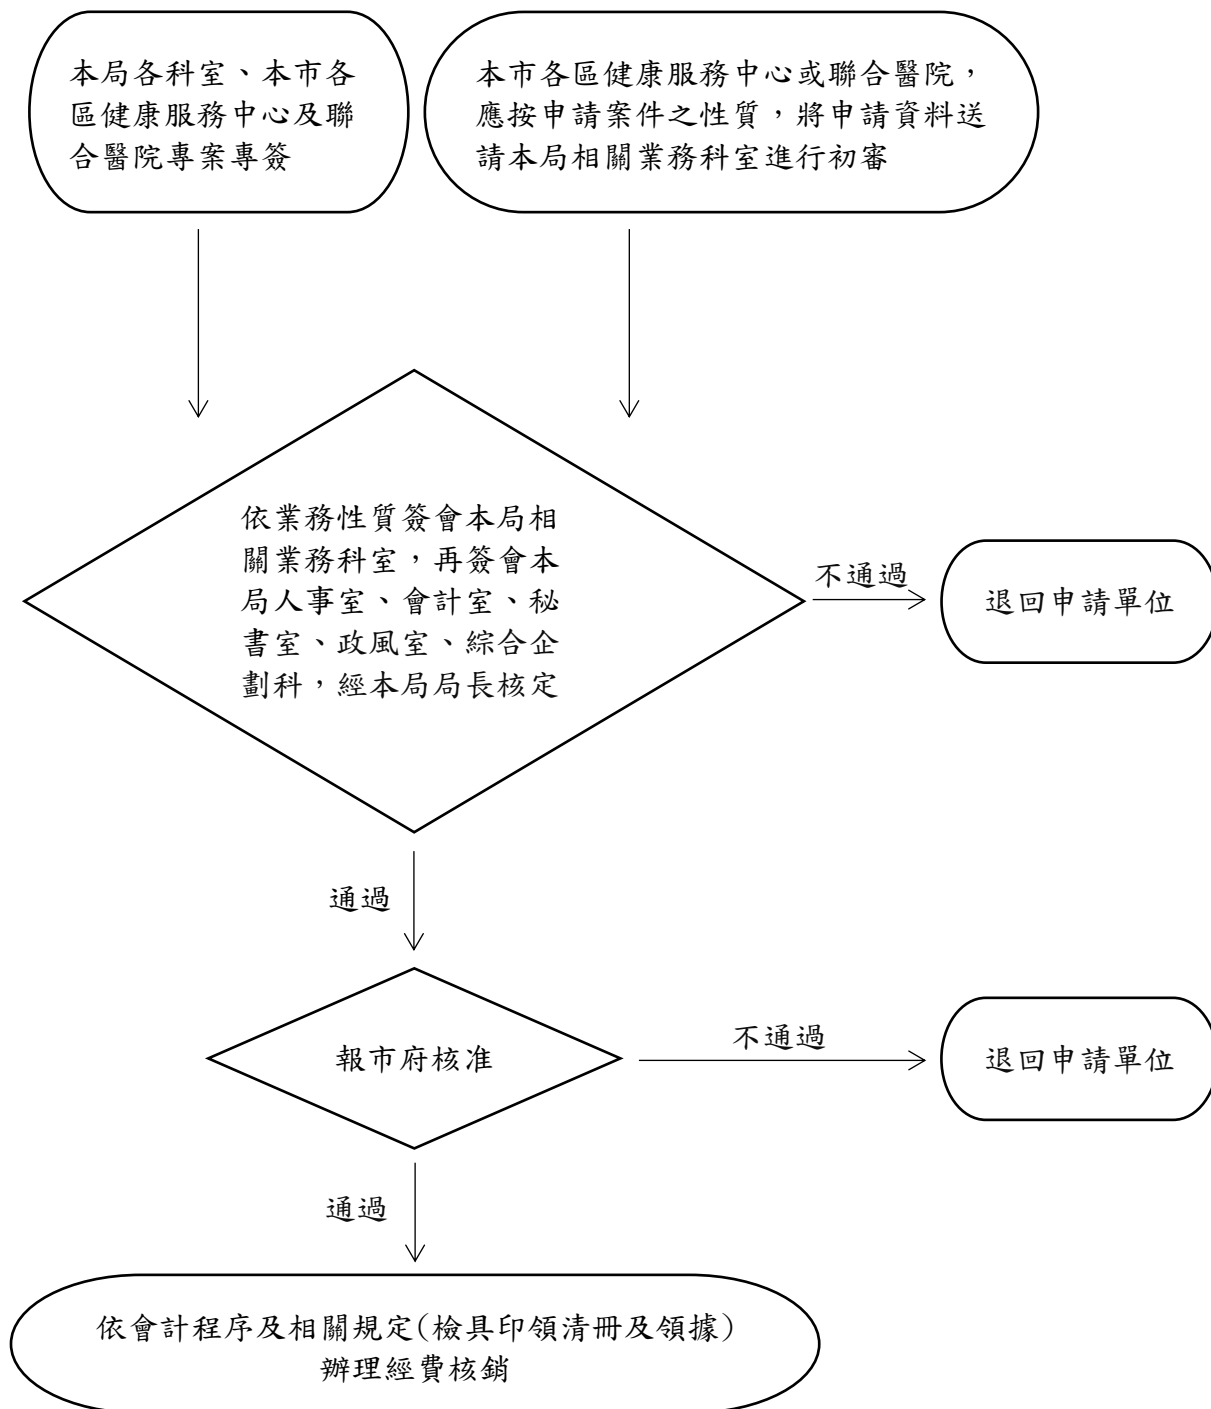 本局各科室、本市各
區健康服務中心及聯
合醫院專案專簽
本市各區健康服務中心或聯合醫院，
應按申請案件之性質，將申請資料送
請本局相關業務科室進行初審
依業務性質簽會本局相
關業務科室，再簽會本
局人事室、會計室、秘
書室、政風室、綜合企
劃科，經本局局長核定
不通過
退回申請單位
通過
報市府核准
不通過
退回申請單位
通過
依會計程序及相關規定(檢具印領清冊及領據)
辦理經費核銷